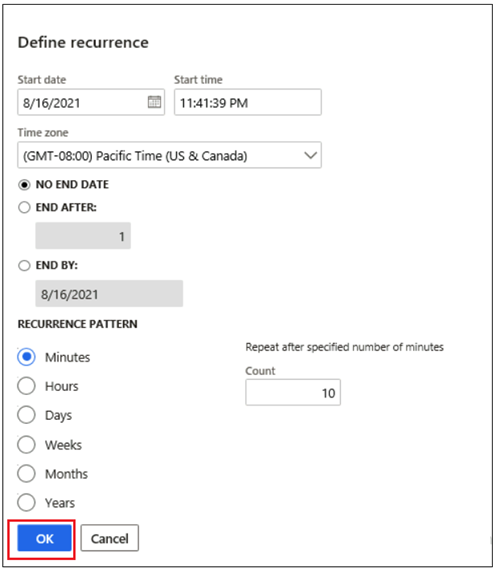 Define recurrence
Start date
Start time
8/16/2021
11:41:39 PM
Time zone
(GMT-08:00) Pacific Time (US & Canada)
NO END DATE
END AFTER:
1
END BY:
8/16/2021
RECURRENCE PATTERN
Repeat after specified number of minutes
Minutes
Count
Hours
10
Days
Weeks
Months
Years
OK
Cancel